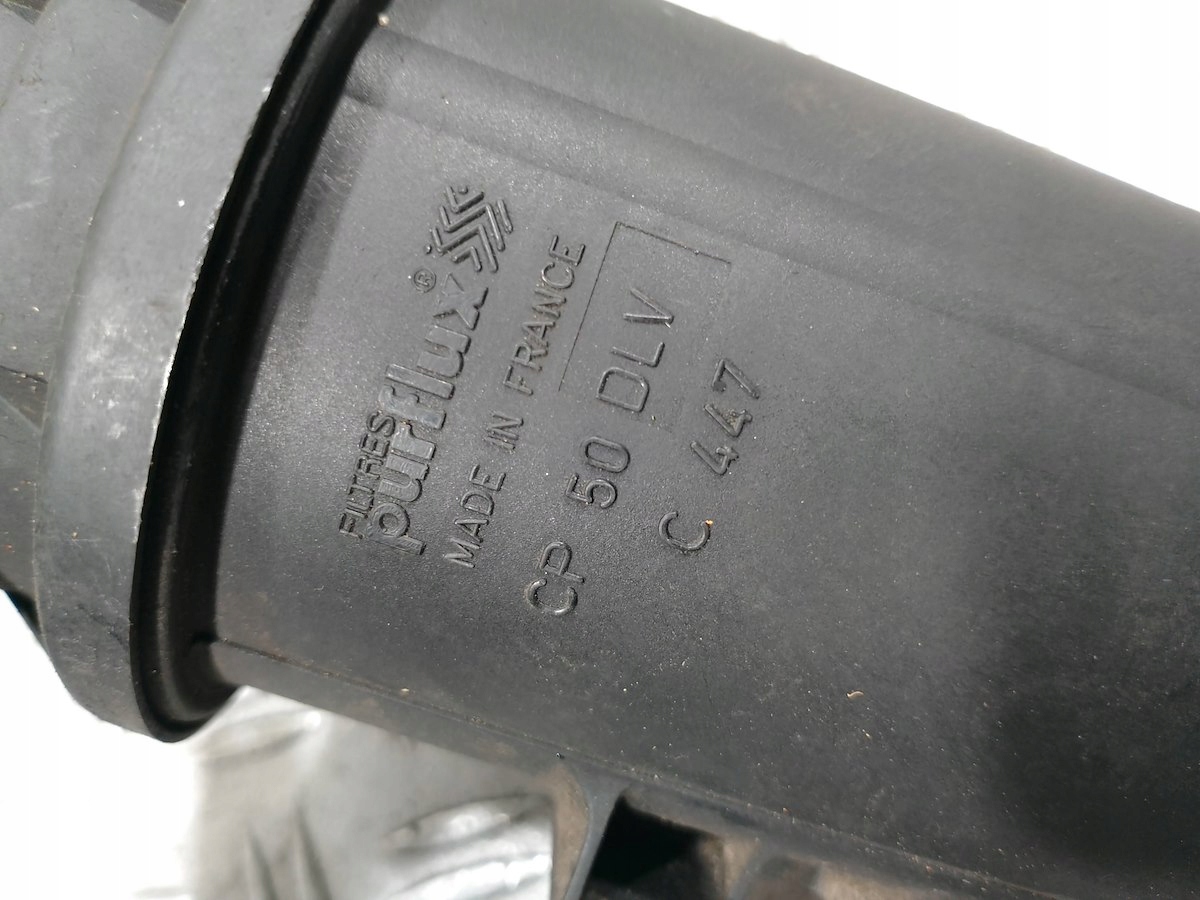 FILTRES
purflux®
MADE IN FRANCE
CP 50 DLV
C 447